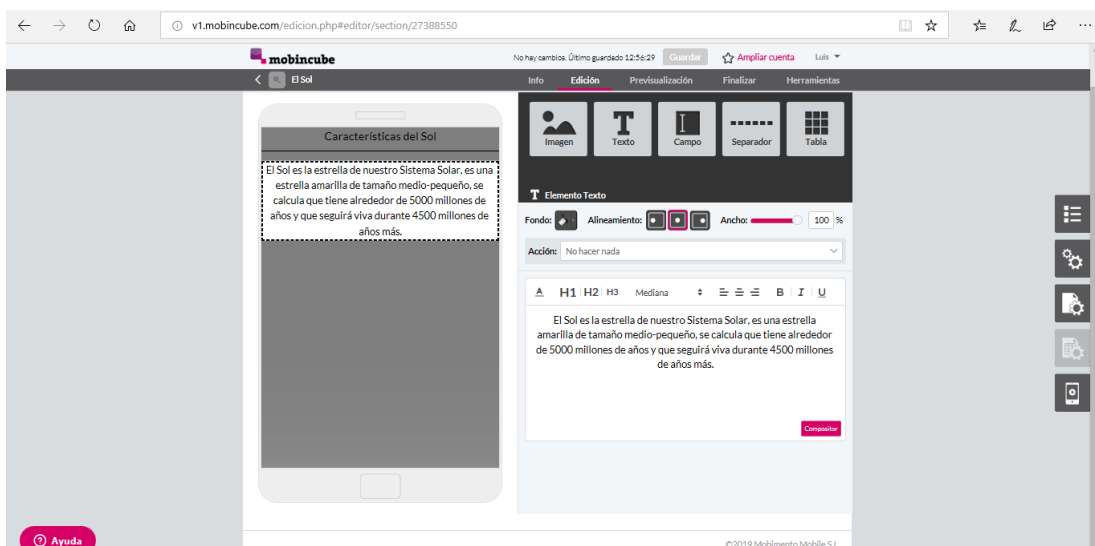 v1.mobincube.com/edicion.php#editor/section/27388550
mobincube
No hay cambios. Último guardado 12:56:29
Guardar
Ampliar cuenta
Luis
El Sol
Info Edición Previsualización Finalizar Herramientas
Características del Sol
El Sol es la estrella de nuestro Sistema Solar, es una
estrella amarilla de tamaño medio-pequeño, se
calcula que tiene alrededor de 5000 millones de
años y que seguirá viva durante 4500 millones de
años más.
Imagen Texto Campo Separador Tabla
T Elemento Texto
Fondo: Alineamiento: Ancho: 100 %
Acción: No hacer nada
A H1 H2 H3 Mediana B I U
El Sol es la estrella de nuestro Sistema Solar, es una estrella
amarilla de tamaño medio-pequeño, se calcula que tiene alrededor
de 5000 millones de años y que seguirá viva durante 4500 millones
de años más.
Compositor
Ayuda
©2019 Mobimento Mobile S.L.